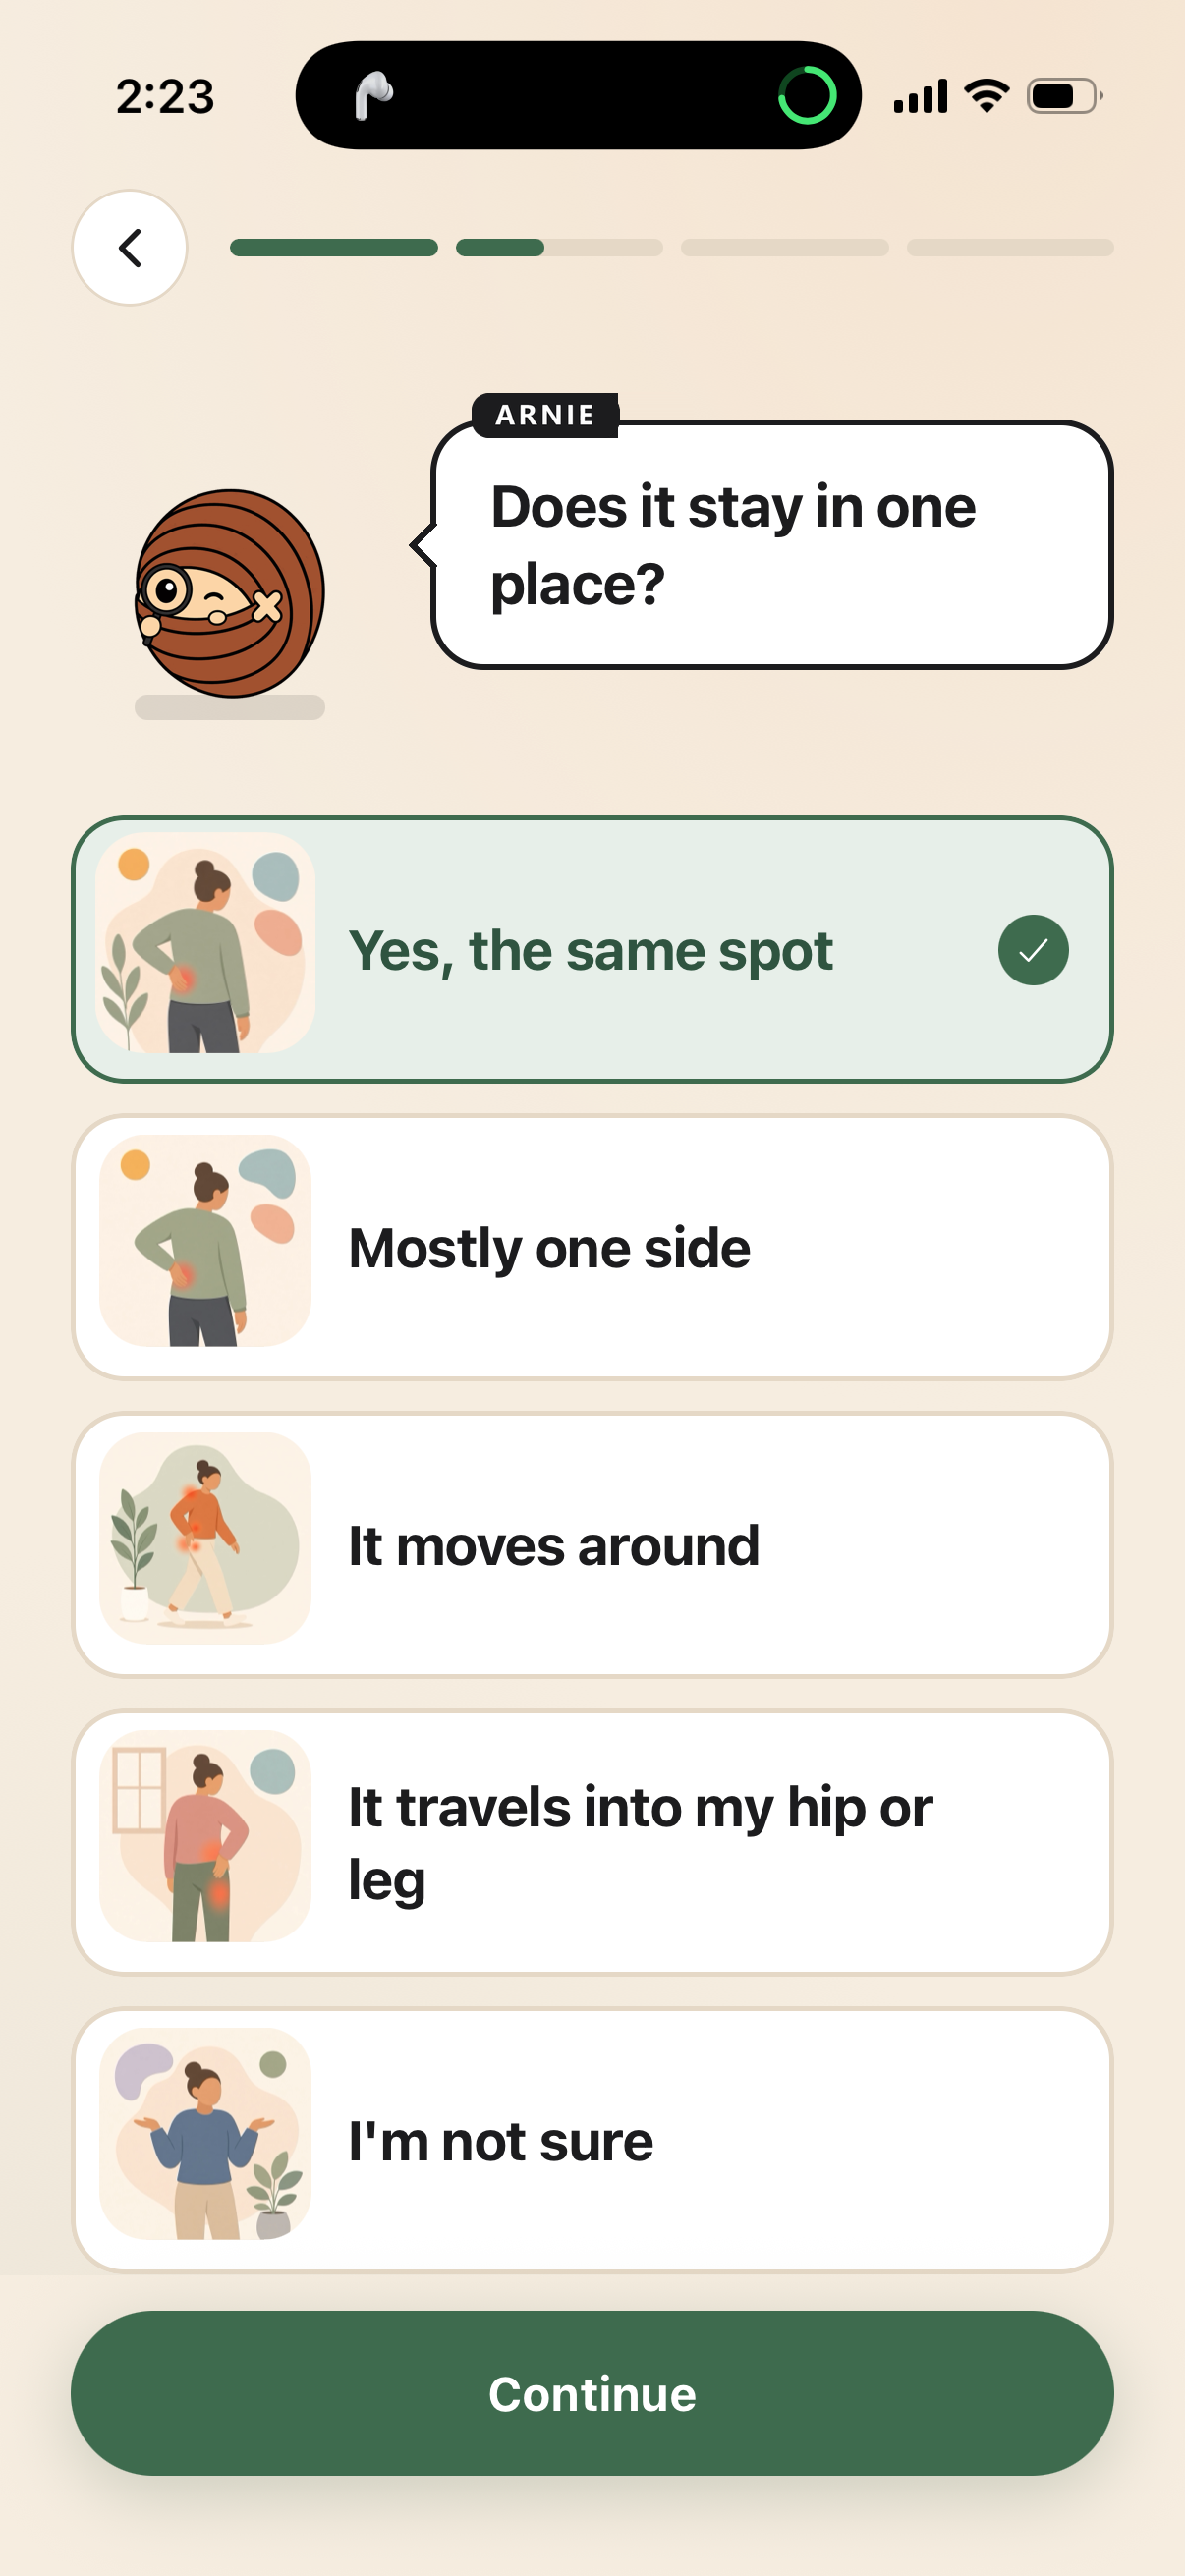 2:23
ARNIE
Does it stay in one
place?
Yes, the same spot
Mostly one side
It moves around
It travels into my hip or
leg
I'm not sure
Continue